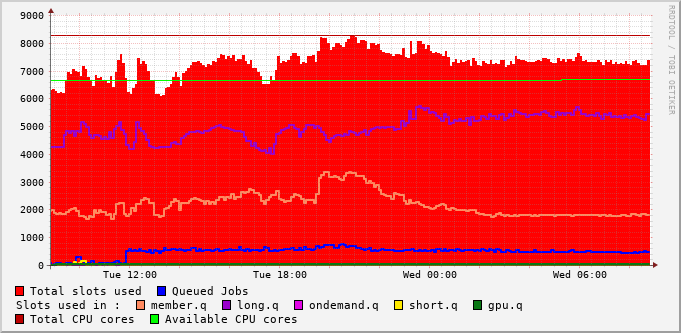 9000
8000
7000
6000
5000
4000
3000
2000
1000
0
Tue 12:00 Tue 18:00 Wed 00:00 Wed 06:00
RRDTOOL / TOBI OETIKER
Total slots used Queued Jobs
Slots used in : member.q long.q ondemand.q short.q gpu.q
Total CPU cores Available CPU cores